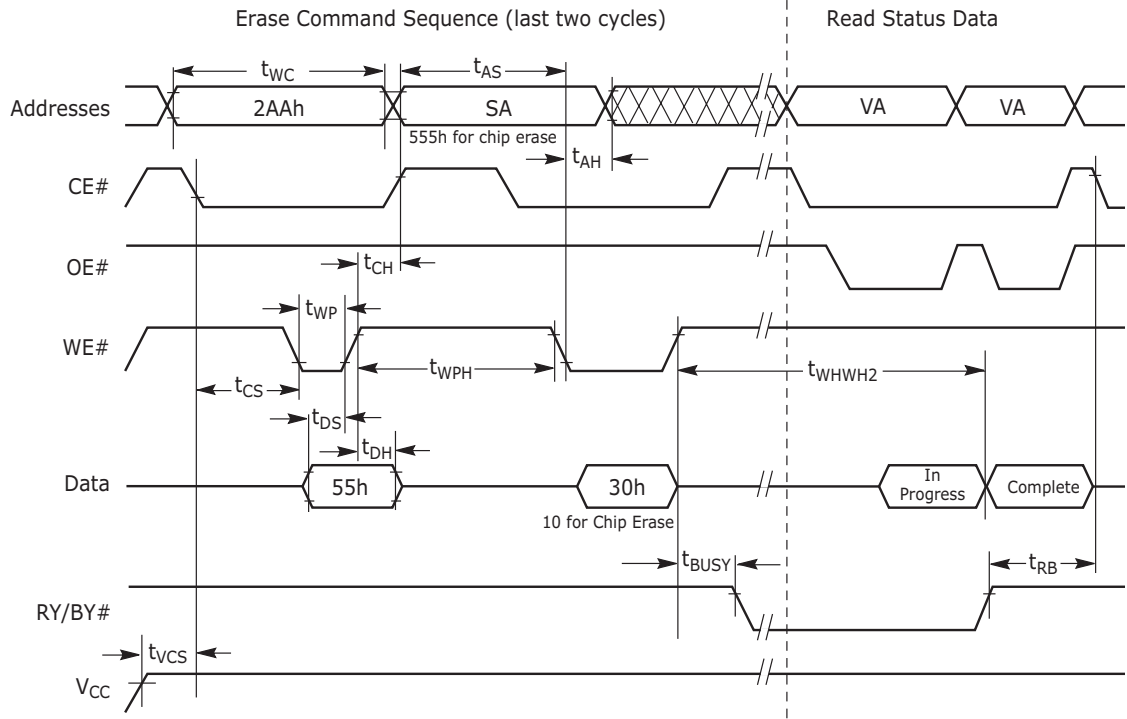 Erase Command Sequence (last two cycles) Read Status Data
tWC tAS
Addresses 2AAh SA VA VA
555h for chip erase
tAH
CE#
OE# tCH
tWP
WE#
tWPH tWHWH2
tCS
tDS
tDH
Data 55h 30h In Progress Complete
10 for Chip Erase
tBUSY tRB
RY/BY#
tVCS
VCC